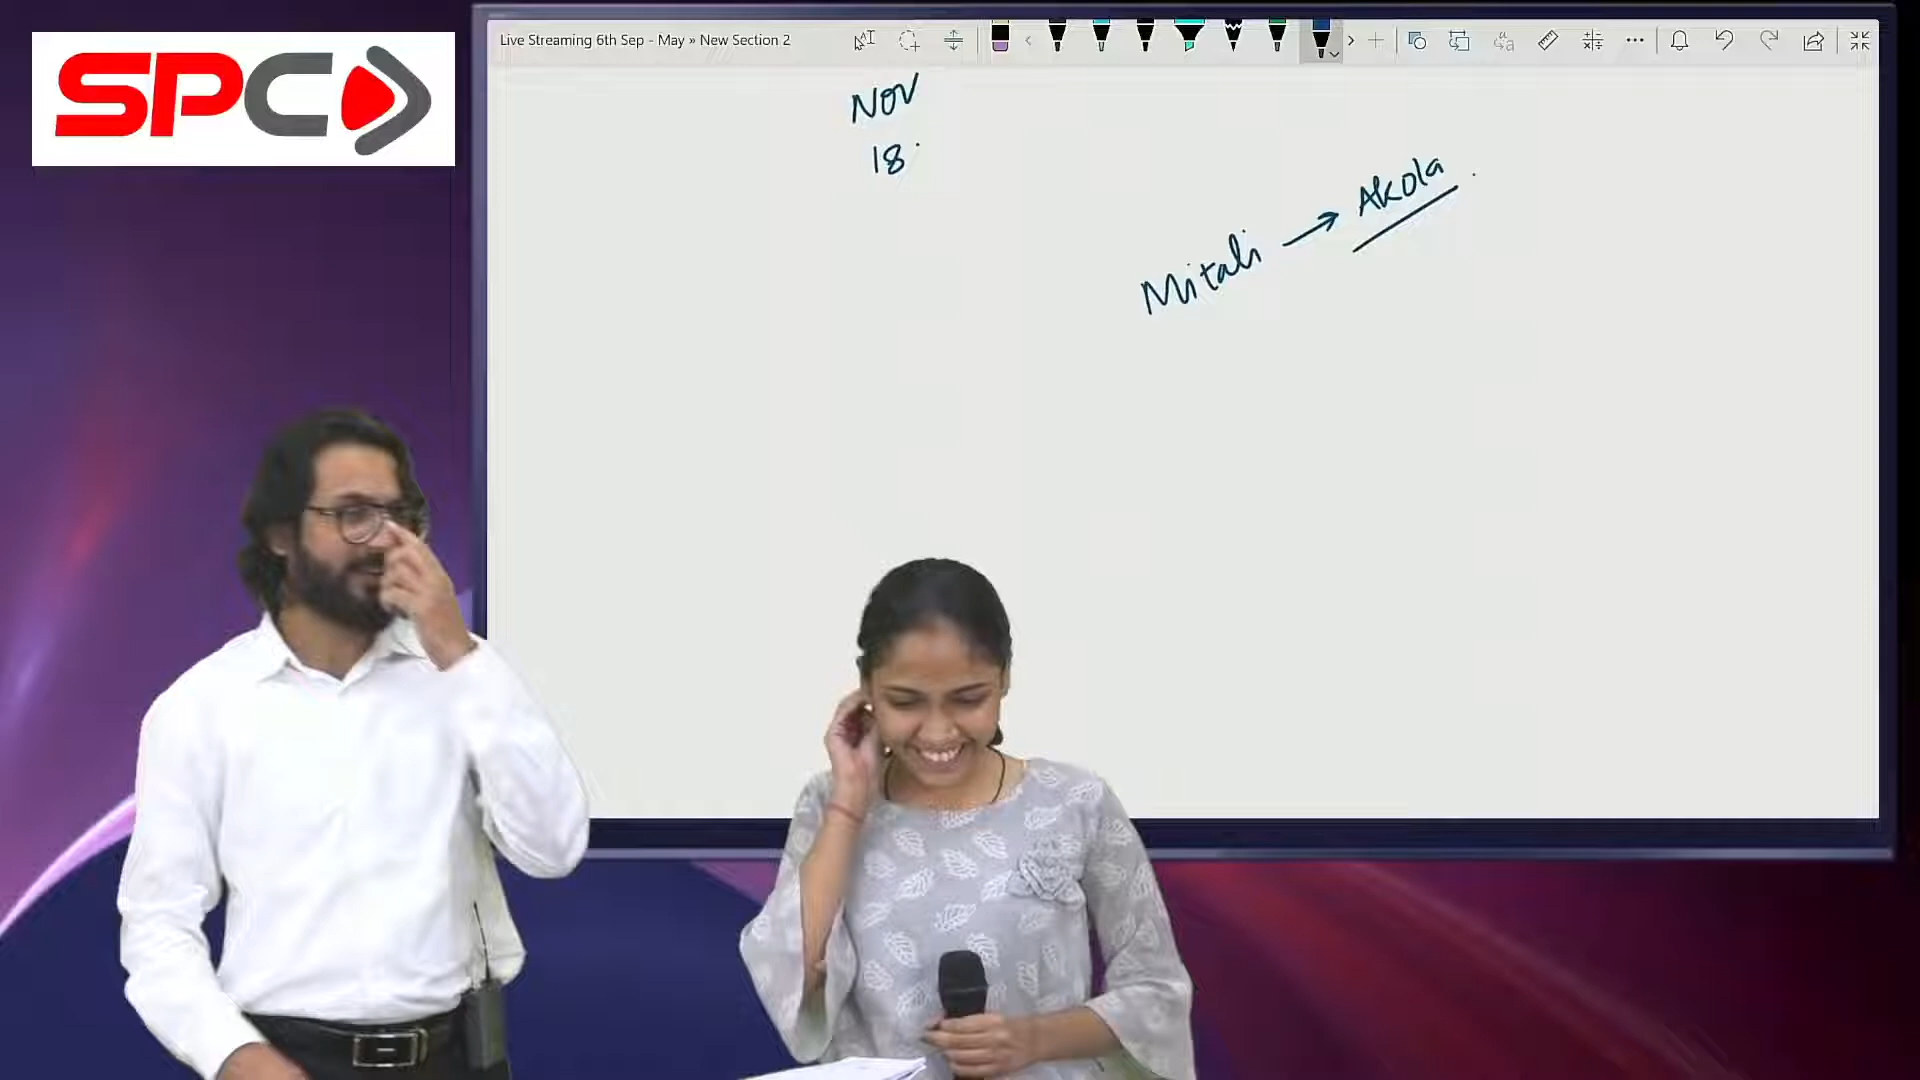 SPC
Live Streaming 6th Sep - May » New Section 2
NOV
18
Mitali → Akola